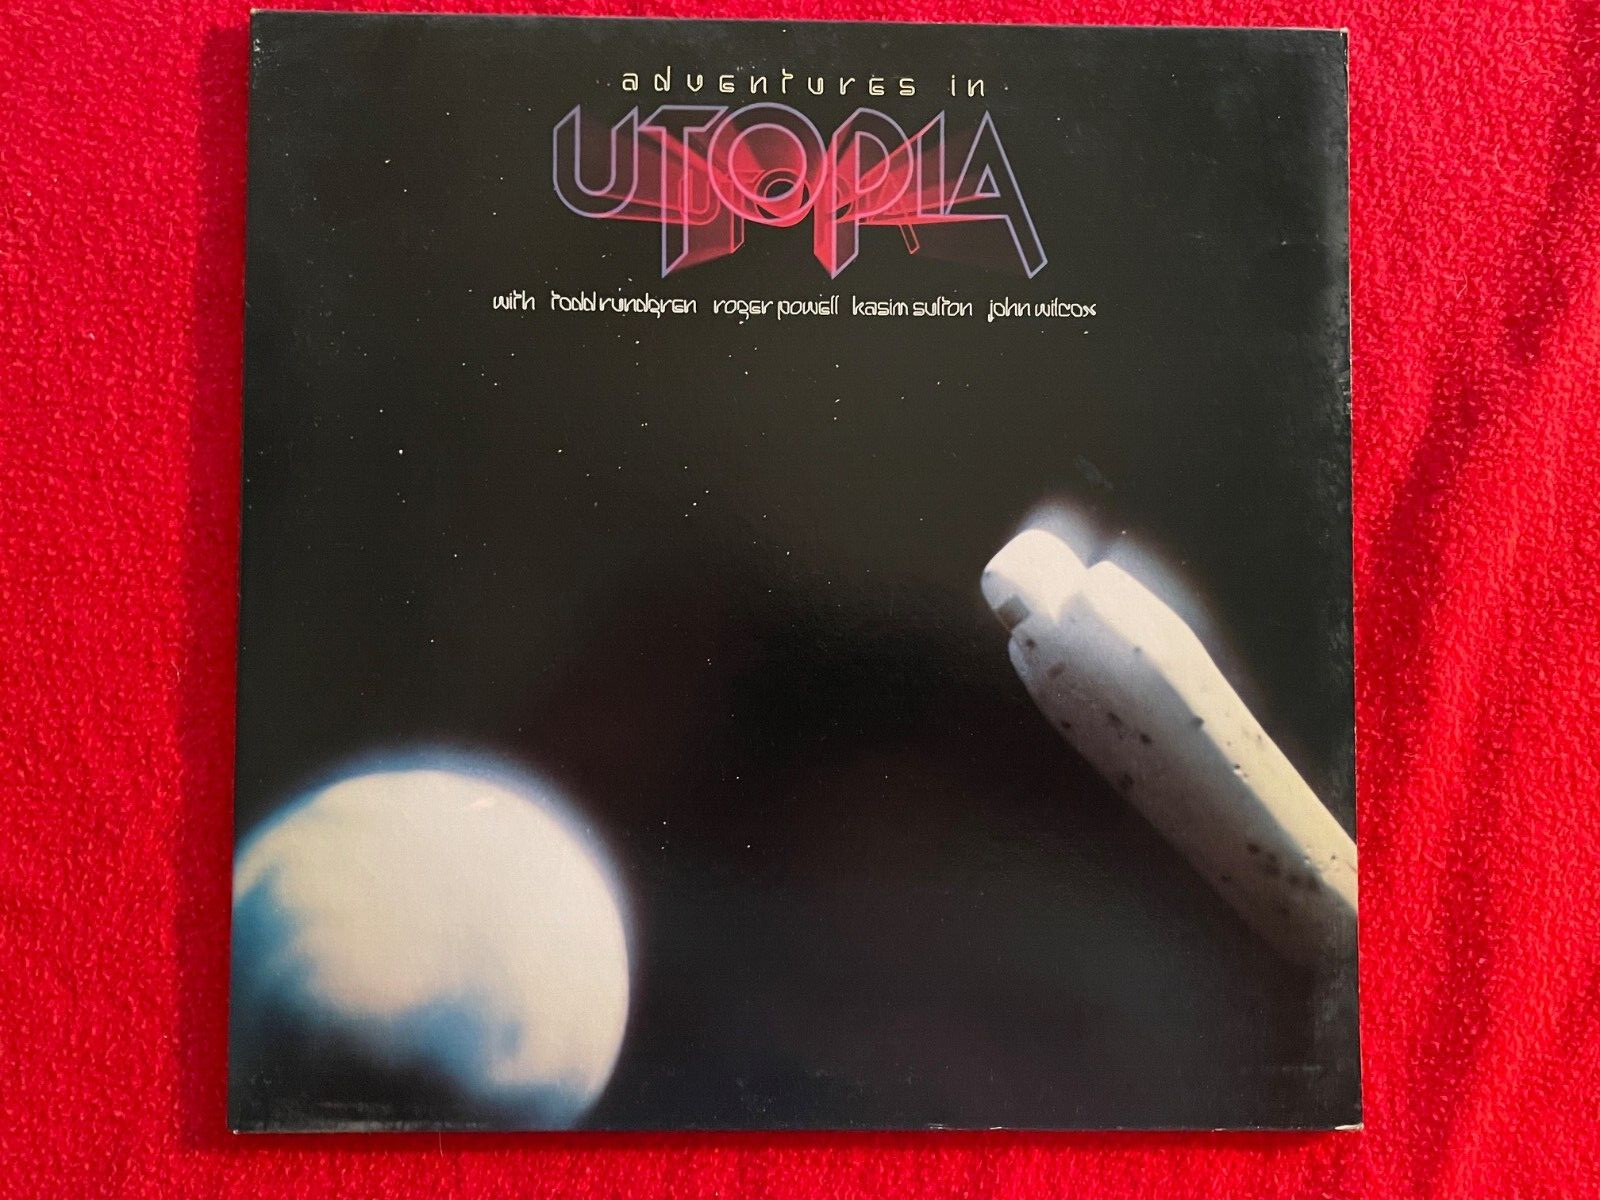 adventures in
UTOPIA
with todd rundgren roger powell kasim sulton john wilcox